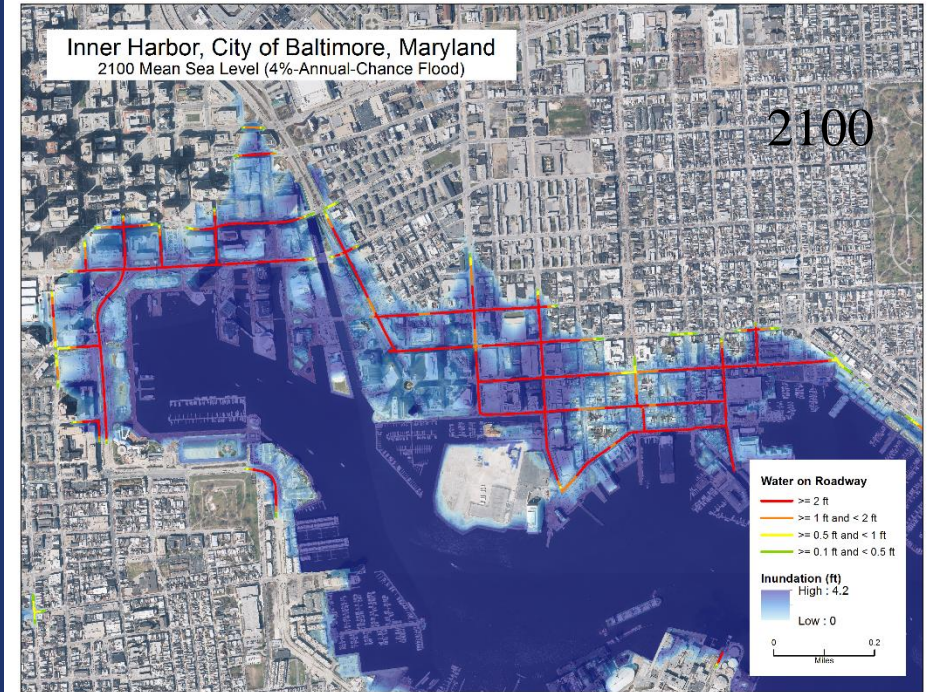 Inner Harbor, City of Baltimore, Maryland
2100 Mean Sea Level (4%-Annual-Chance Flood)
2100
Water on Roadway
>= 2 ft
>= 1 ft and < 2 ft
>= 0.5 ft and < 1 ft
>= 0.1 ft and < 0.5 ft
Inundation (ft)
High : 4.2
Low : 0
0 0.2
Miles